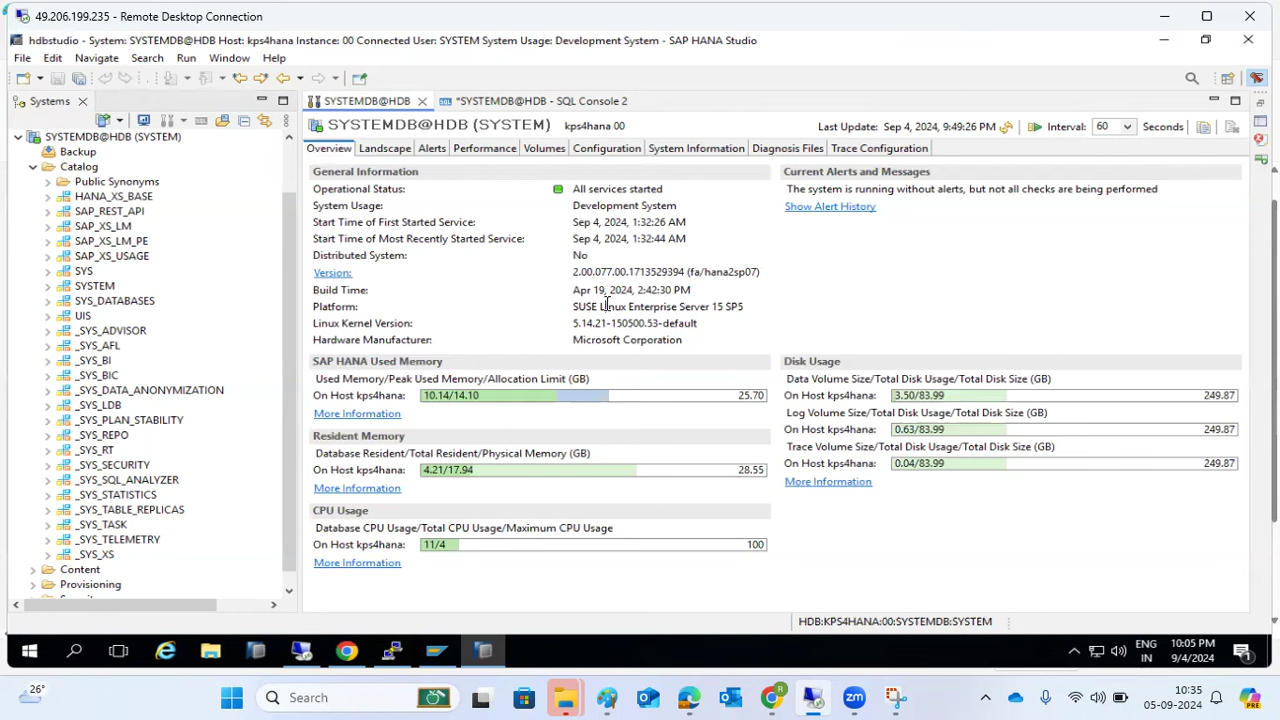 49.206.199.235 - Remote Desktop Connection
hdbstudio - System: SYSTEMDB@HDB Host: kps4hana Instance: 00 Connected User: SYSTEM System Usage: Development System - SAP HANA Studio
File Edit Navigate Search Run Window Help
Systems
SYSTEMDB@HDB
*SYSTEMDB@HDB - SQL Console 2
SYSTEMDB@HDB (SYSTEM)
Backup
Catalog
Public Synonyms
HANA_XS_BASE
SAP_REST_API
SAP_XS_LM
SAP_XS_LM_PE
SAP_XS_USAGE
SYS
SYSTEM
SYS_DATABASES
UIS
_SYS_ADVISOR
_SYS_AFL
_SYS_BI
_SYS_BIC
_SYS_DATA_ANONYMIZATION
_SYS_LDB
_SYS_PLAN_STABILITY
_SYS_REPO
_SYS_RT
_SYS_SECURITY
_SYS_SQL_ANALYZER
_SYS_STATISTICS
_SYS_TABLE_REPLICAS
_SYS_TASK
_SYS_TELEMETRY
_SYS_XS
Content
Provisioning
SYSTEMDB@HDB (SYSTEM) kps4hana 00
Last Update: Sep 4, 2024, 9:49:26 PM Interval: 60 Seconds
Overview Landscape Alerts Performance Volumes Configuration System Information Diagnosis Files Trace Configuration
General Information
Operational Status: All services started
System Usage: Development System
Start Time of First Started Service: Sep 4, 2024, 1:32:26 AM
Start Time of Most Recently Started Service: Sep 4, 2024, 1:32:44 AM
Distributed System: No
Version: 2.00.077.00.1713529394 (fa/hana2sp07)
Build Time: Apr 19, 2024, 2:42:30 PM
Platform: SUSE Linux Enterprise Server 15 SP5
Linux Kernel Version: 5.14.21-150500.53-default
Hardware Manufacturer: Microsoft Corporation
Current Alerts and Messages
The system is running without alerts, but not all checks are being performed
Show Alert History
SAP HANA Used Memory
Used Memory/Peak Used Memory/Allocation Limit (GB)
On Host kps4hana: 10.14/14.10 25.70
More Information
Resident Memory
Database Resident/Total Resident/Physical Memory (GB)
On Host kps4hana: 4.21/17.94 28.55
More Information
CPU Usage
Database CPU Usage/Total CPU Usage/Maximum CPU Usage
On Host kps4hana: 11/4 100
More Information
Disk Usage
Data Volume Size/Total Disk Usage/Total Disk Size (GB)
On Host kps4hana: 3.50/83.99 249.87
Log Volume Size/Total Disk Usage/Total Disk Size (GB)
On Host kps4hana: 0.63/83.99 249.87
Trace Volume Size/Total Disk Usage/Total Disk Size (GB)
On Host kps4hana: 0.04/83.99 249.87
More Information
HDB:KPS4HANA:00:SYSTEMDB:SYSTEM
ENG
IN
10:05 PM
9/4/2024
1
26°
Search
zm
10:35
05-09-2024
PRE